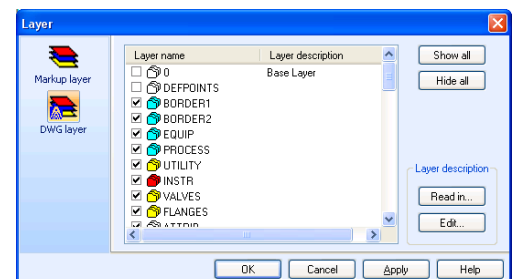 Layer
Markup layer
DWG layer
Layer name Layer description
0 Base Layer
DEFPOINTS
BORDER1
BORDER2
EQUIP
PROCESS
UTILITY
INSTR
VALVES
FLANGES
ATTRIB
Show all
Hide all
Layer description
Read in...
Edit...
OK Cancel Apply Help